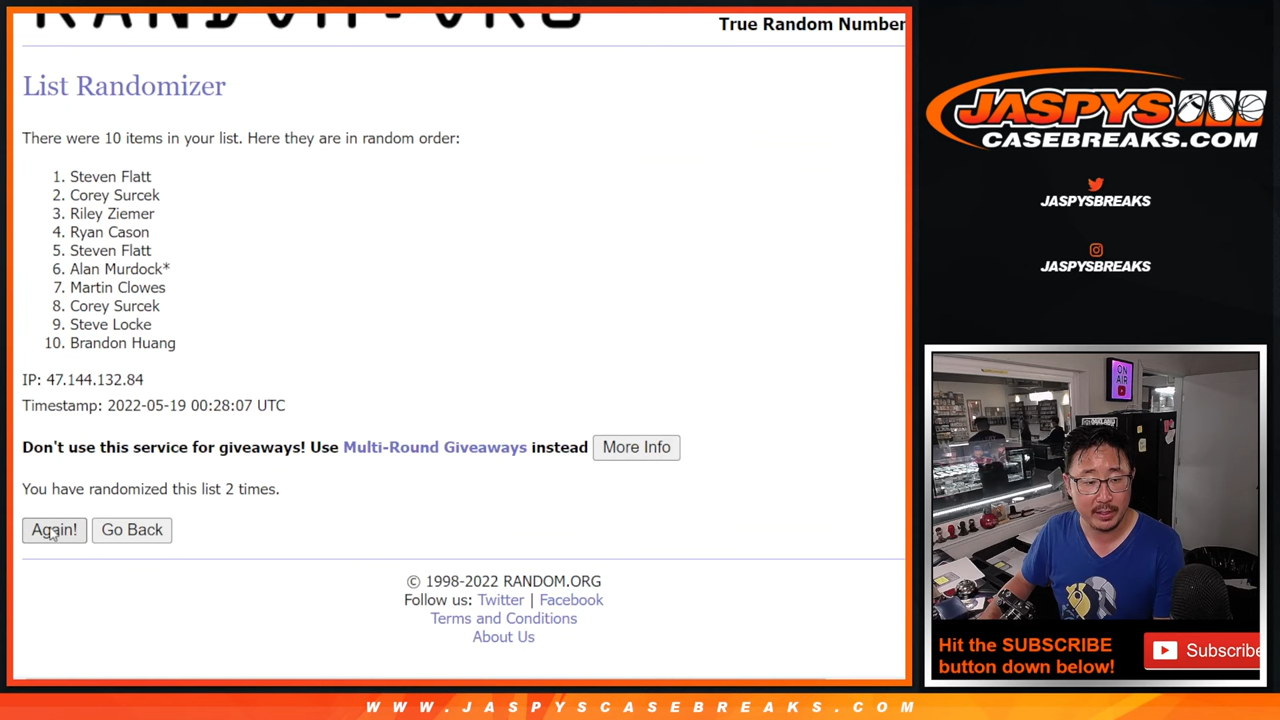 RANDOM.ORG
True Random Number
List Randomizer
There were 10 items in your list. Here they are in random order:
1. Steven Flatt
2. Corey Surcek
3. Riley Ziemer
4. Ryan Cason
5. Steven Flatt
6. Alan Murdock*
7. Martin Clowes
8. Corey Surcek
9. Steve Locke
10. Brandon Huang
IP: 47.144.132.84
Timestamp: 2022-05-19 00:28:07 UTC
Don't use this service for giveaways! Use Multi-Round Giveaways instead More Info
You have randomized this list 2 times.
Again! Go Back
© 1998-2022 RANDOM.ORG
Follow us: Twitter | Facebook
Terms and Conditions
About Us
JASPYS
CASEBREAKS.COM
JASPYSBREAKS
JASPYSBREAKS
ON AIR
Hit the SUBSCRIBE
button down below!
Subscribe
WWW.JASPYSCASEBREAKS.COM